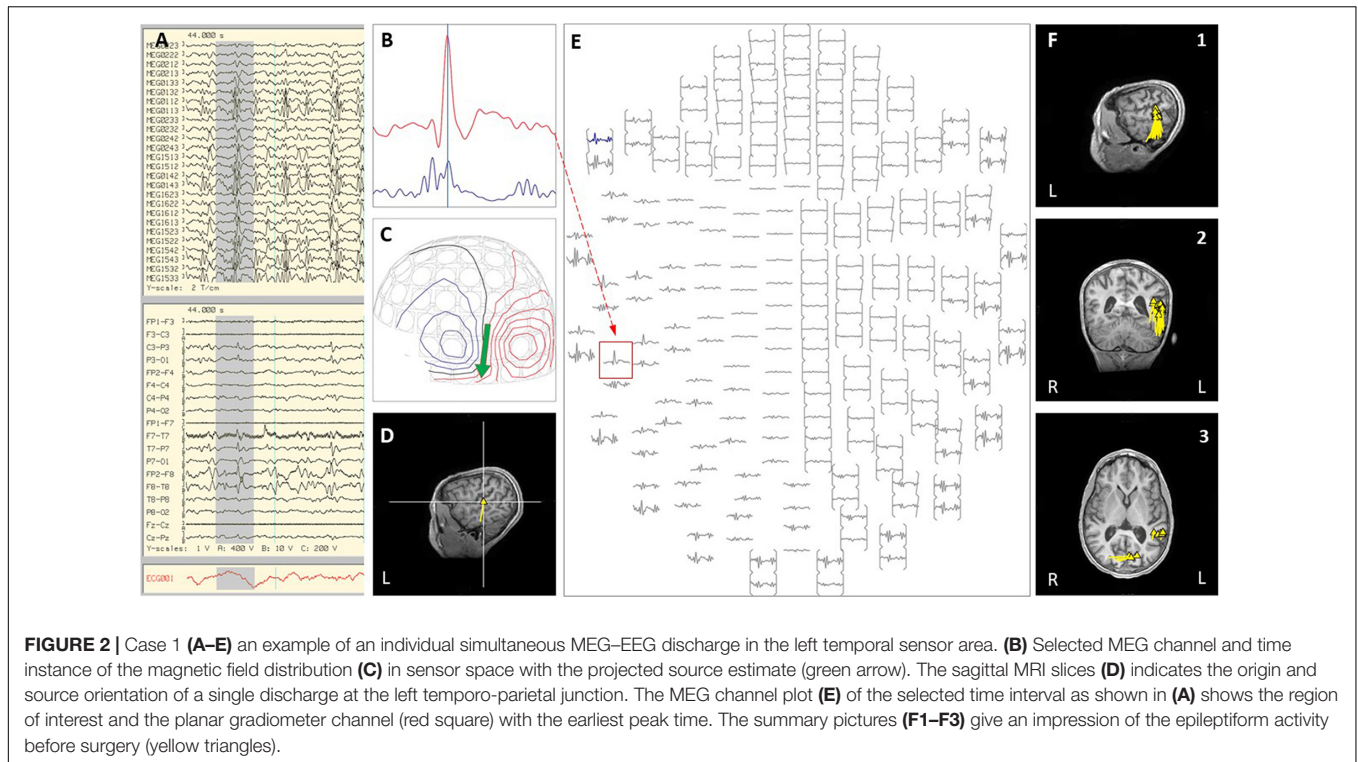 A
44.000 s
MEG0223
MEG0222
MEG0212
MEG0213
MEG0133
MEG0132
MEG0112
MEG0113
MEG0233
MEG0232
MEG0242
MEG0243
MEG1513
MEG1512
MEG0142
MEG0143
MEG1623
MEG1622
MEG1612
MEG1613
MEG1523
MEG1522
MEG1542
MEG1543
MEG1532
MEG1533
Y-scale: 2 T/cm
44.000 s
FP1-F3
F3-C3
C3-P3
P3-O1
FP2-F4
F4-C4
C4-P4
P4-O2
FP1-F7
F7-T7
T7-P7
P7-O1
FP2-F8
F8-T8
T8-P8
P8-O2
Fz-Cz
Cz-Pz
Y-scales: 1 V A: 400 V B: 10 V C: 200 V
ECG001
B
C
D
L
E
F 1
L
2
R L
3
R L
FIGURE 2 | Case 1 (A–E) an example of an individual simultaneous MEG–EEG discharge in the left temporal sensor area. (B) Selected MEG channel and time
instance of the magnetic field distribution (C) in sensor space with the projected source estimate (green arrow). The sagittal MRI slices (D) indicates the origin and
source orientation of a single discharge at the left temporo-parietal junction. The MEG channel plot (E) of the selected time interval as shown in (A) shows the region
of interest and the planar gradiometer channel (red square) with the earliest peak time. The summary pictures (F1–F3) give an impression of the epileptiform activity
before surgery (yellow triangles).